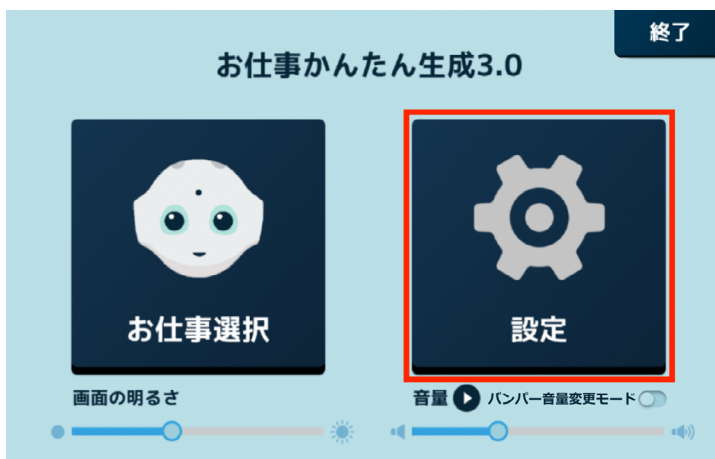 終了
お仕事かんたん生成3.0
お仕事選択
設定
画面の明るさ
音量 バンパー音量変更モード